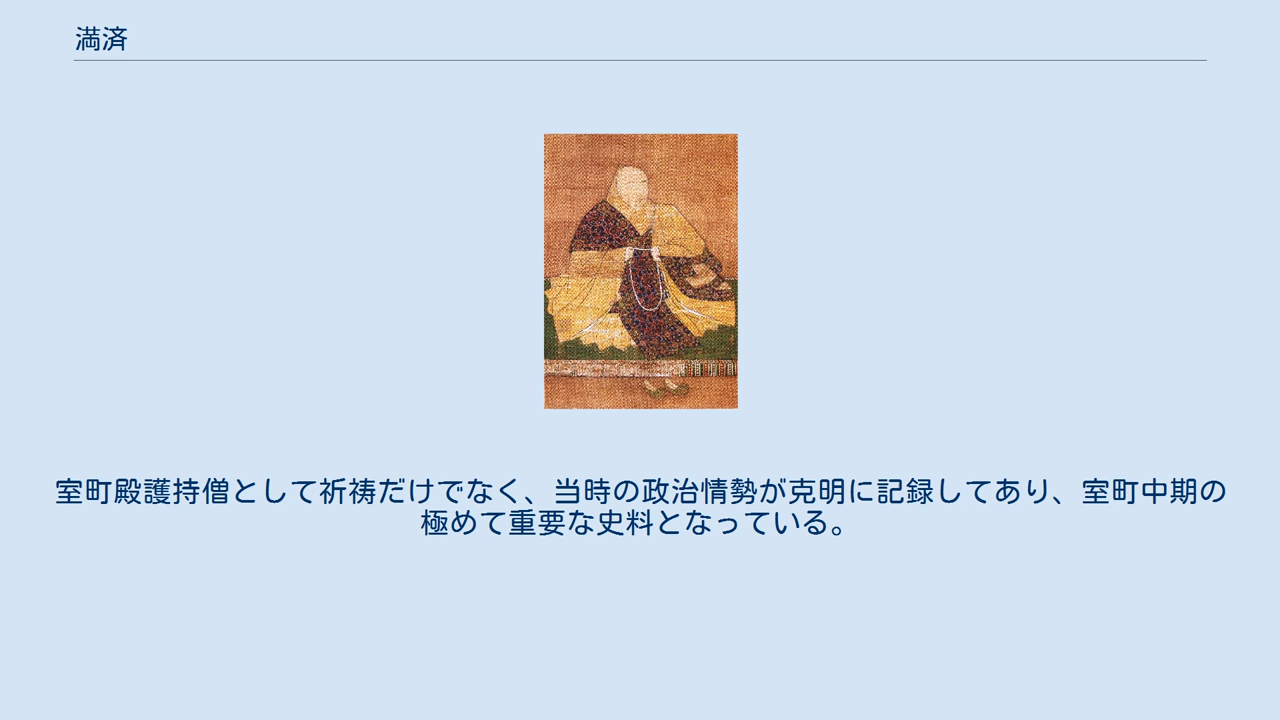 満済
室町殿護持僧として祈祷だけでなく、当時の政治情勢が克明に記録してあり、室町中期の
極めて重要な史料となっている。